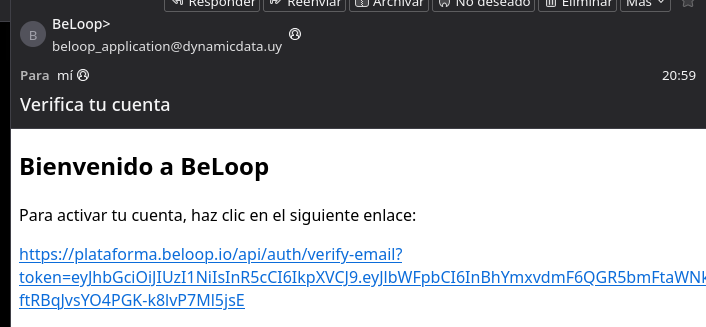 Responder Reenviar Archivar No deseado Eliminar Más
B
BeLoop>
beloop_application@dynamicdata.uy
Para mí 20:59
Verifica tu cuenta
Bienvenido a BeLoop
Para activar tu cuenta, haz clic en el siguiente enlace:
https://plataforma.beloop.io/api/auth/verify-email?
token=eyJhbGciOiJIUzI1NiIsInR5cCI6IkpXVCJ9.eyJlbWFpbCI6InBhYmxvdmF6QGR5bmFtaWNk
ftRBqJvsYO4PGK-k8lvP7Ml5jsE